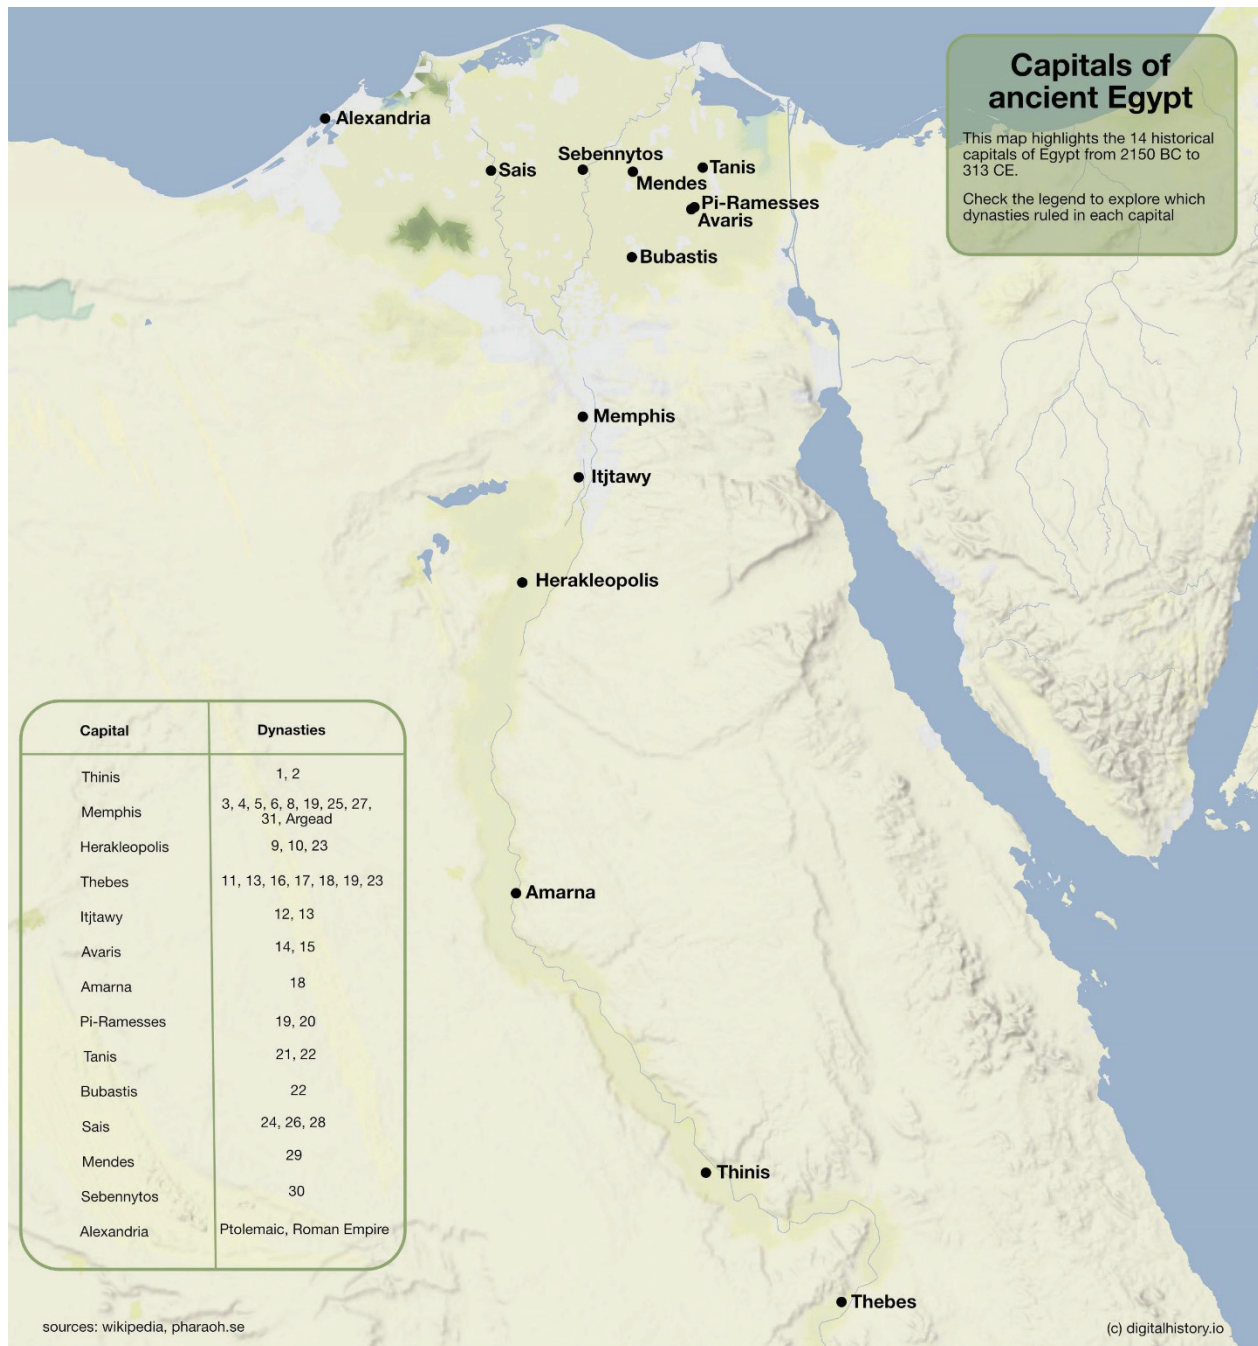 Capitals of
ancient Egypt
This map highlights the 14 historical
capitals of Egypt from 2150 BC to
313 CE.
Check the legend to explore which
dynasties ruled in each capital
Alexandria
Sais
Sebennytos
Mendes
Tanis
Pi-Ramesses
Avaris
Bubastis
Memphis
Itjtawy
Herakleopolis
Amarna
Thinis
Thebes
Capital Dynasties
Thinis 1, 2
Memphis 3, 4, 5, 6, 8, 19, 25, 27,
31, Argead
Herakleopolis 9, 10, 23
Thebes 11, 13, 16, 17, 18, 19, 23
Itjtawy 12, 13
Avaris 14, 15
Amarna 18
Pi-Ramesses 19, 20
Tanis 21, 22
Bubastis 22
Sais 24, 26, 28
Mendes 29
Sebennytos 30
Alexandria Ptolemaic, Roman Empire
sources: wikipedia, pharaoh.se
(c) digitalhistory.io